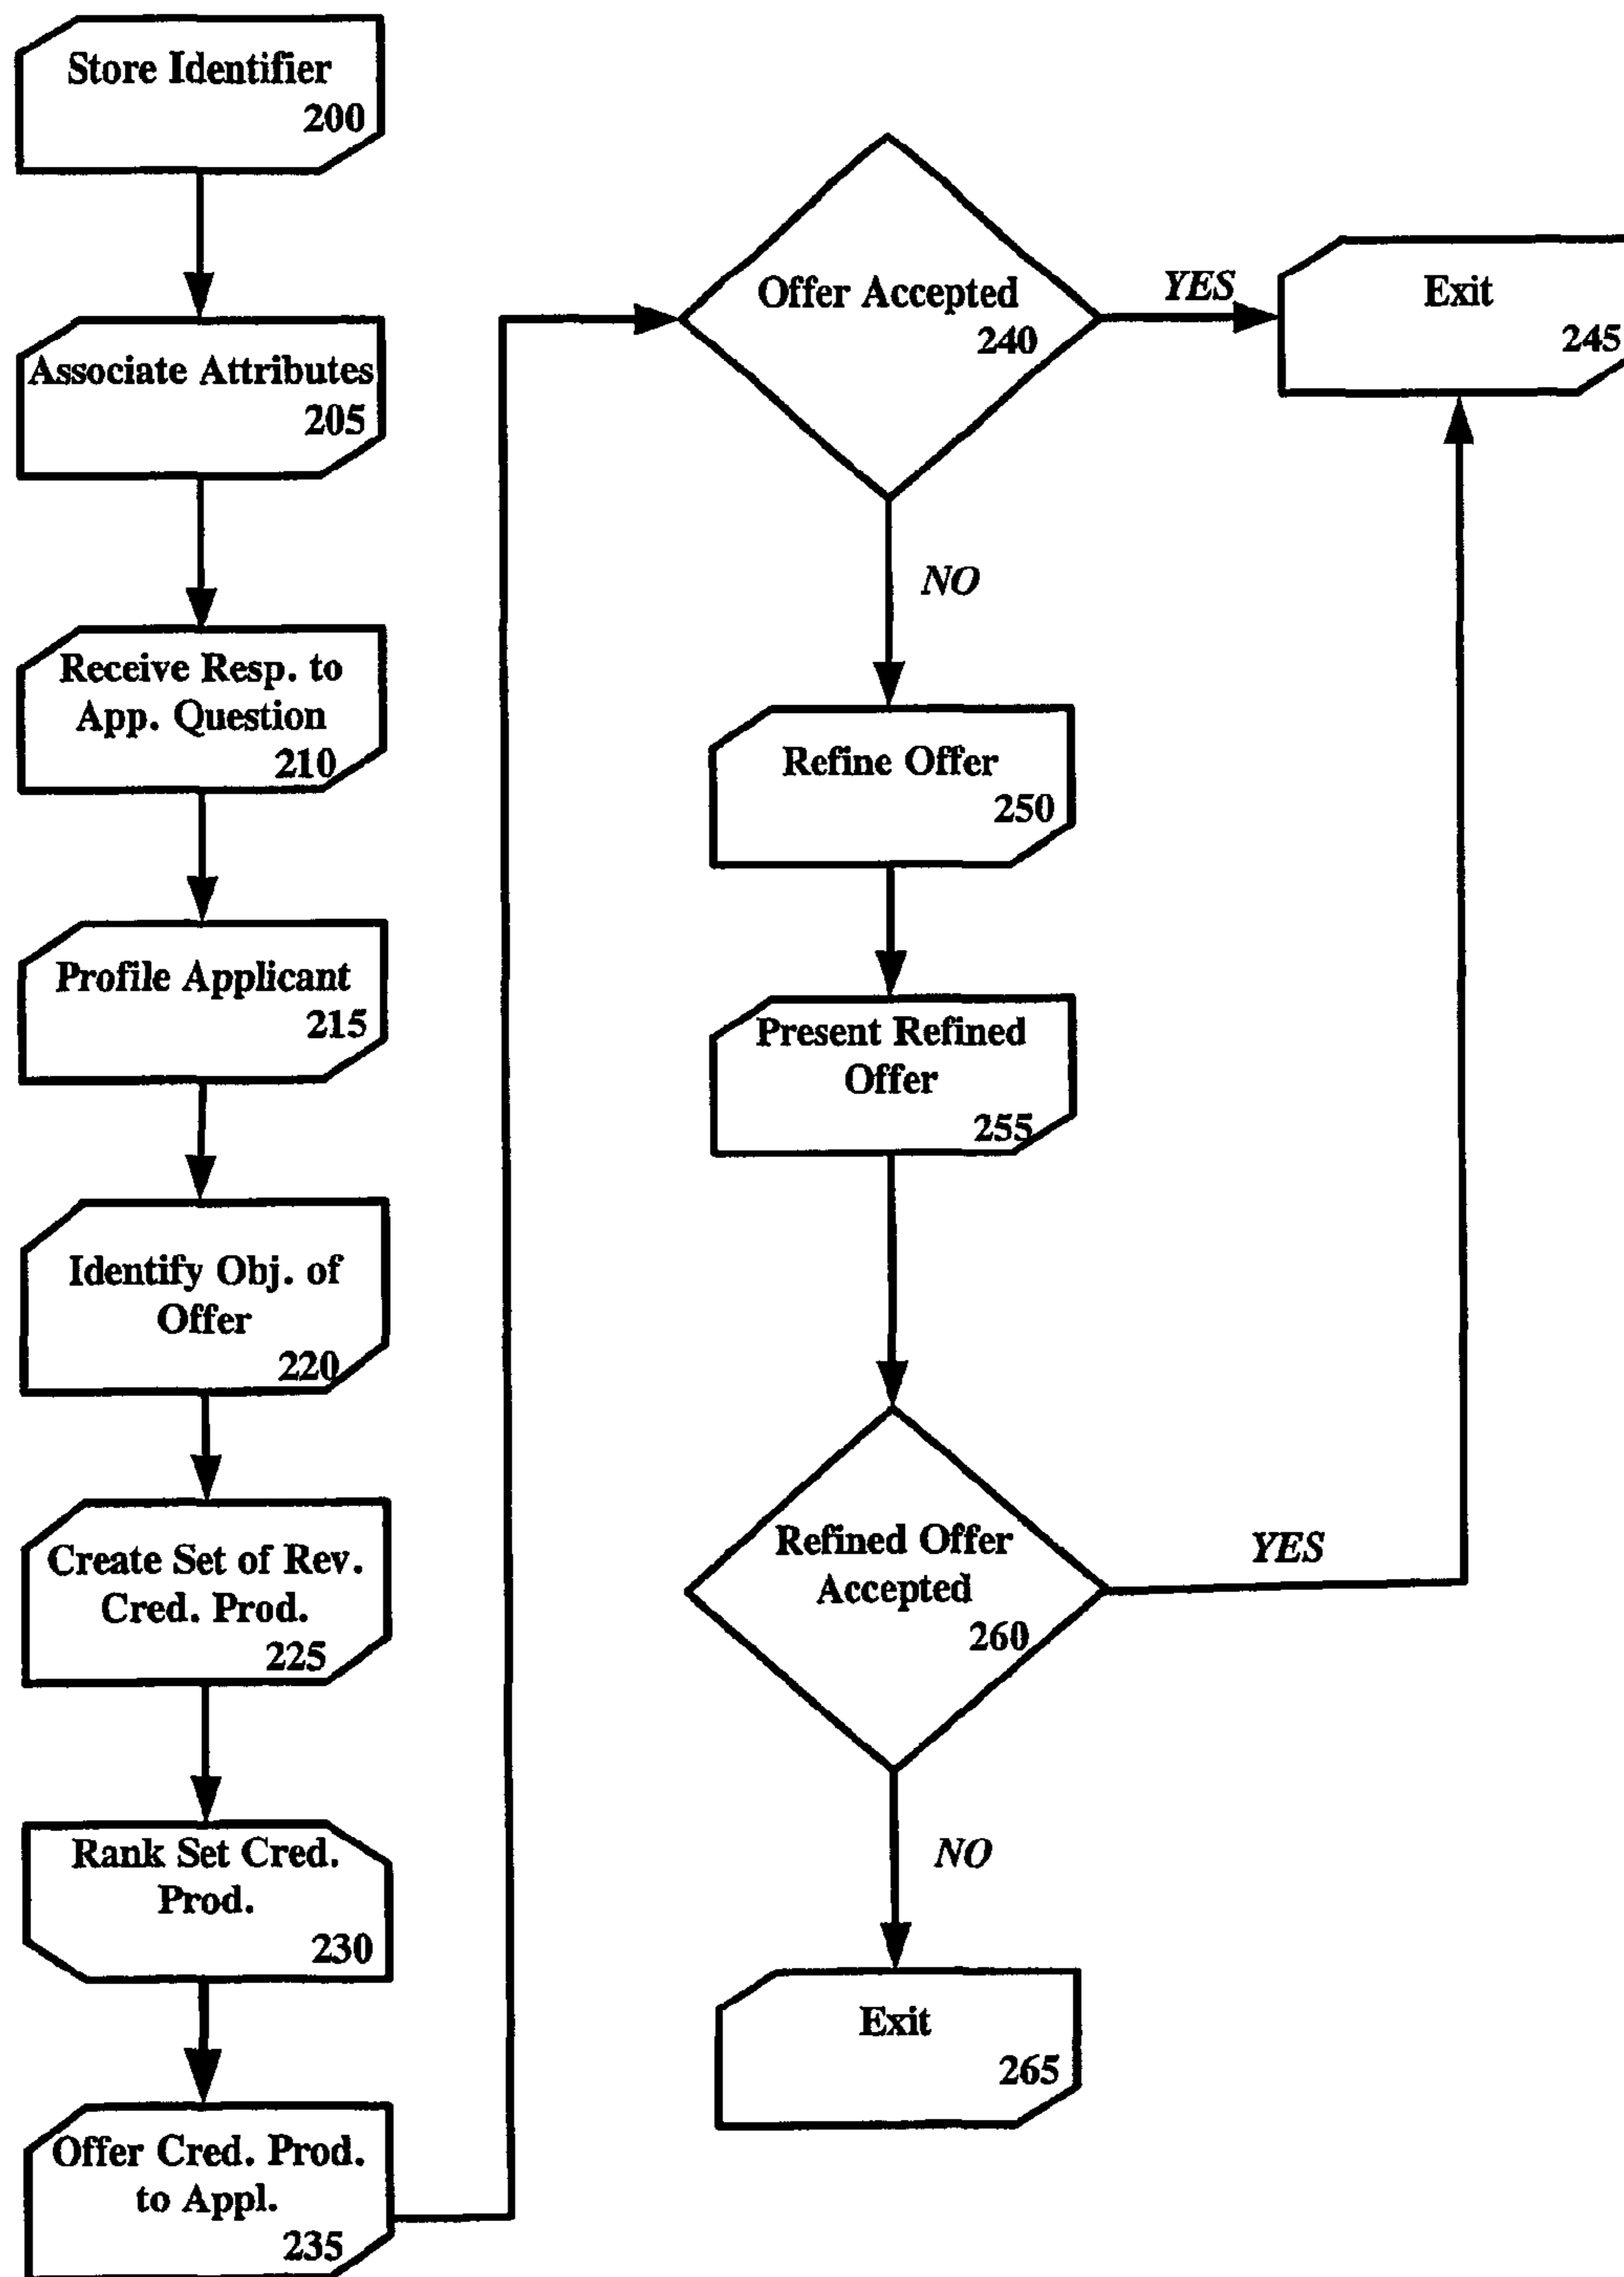 Store Identifier
200
Associate Attributes
205
Receive Resp. to
App. Question
210
Profile Applicant
215
Identify Obj. of
Offer
220
Create Set of Rev.
Cred. Prod.
225
Rank Set Cred.
Prod.
230
Offer Cred. Prod.
to Appl.
235
Offer Accepted
240
YES
Exit
245
NO
Refine Offer
250
Present Refined
Offer
255
Refined Offer
Accepted
260
YES
NO
Exit
265